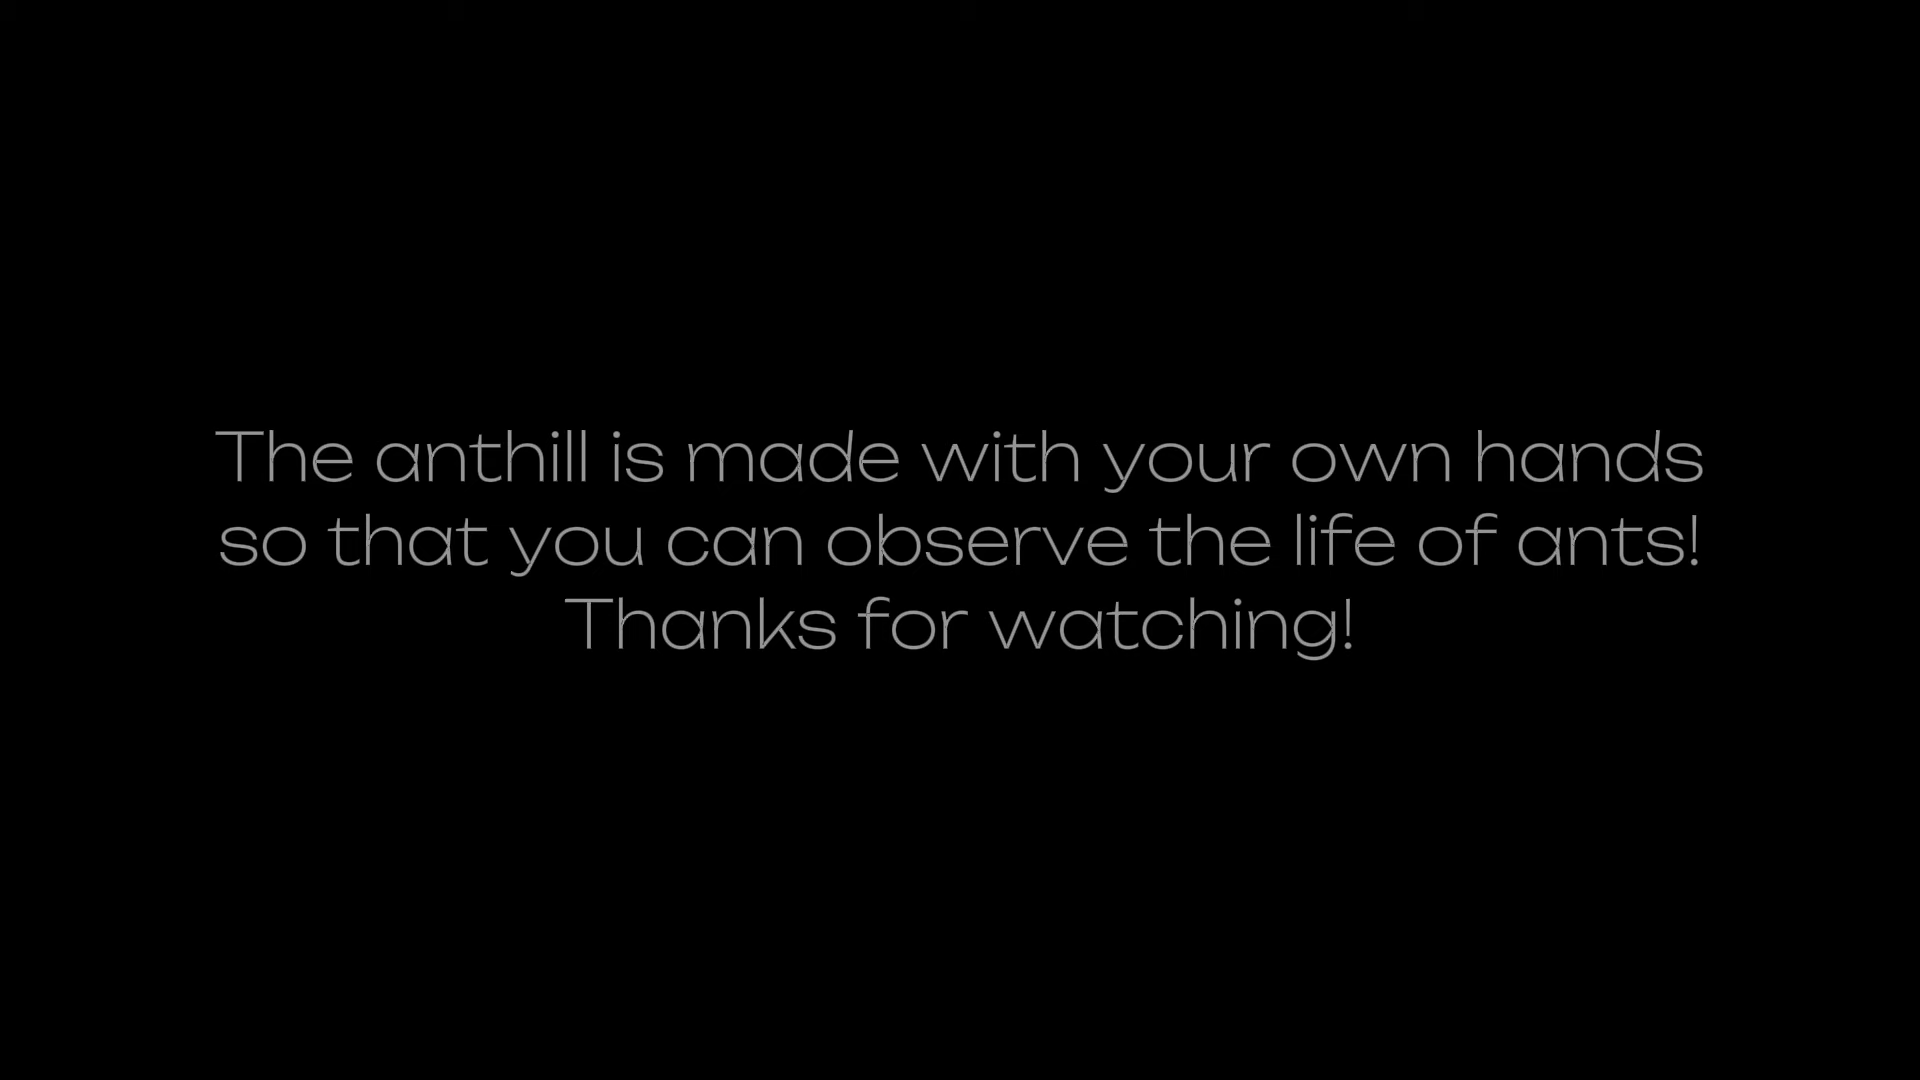 The anthill is made with your own hands
so that you can observe the life of ants!
Thanks for watching!